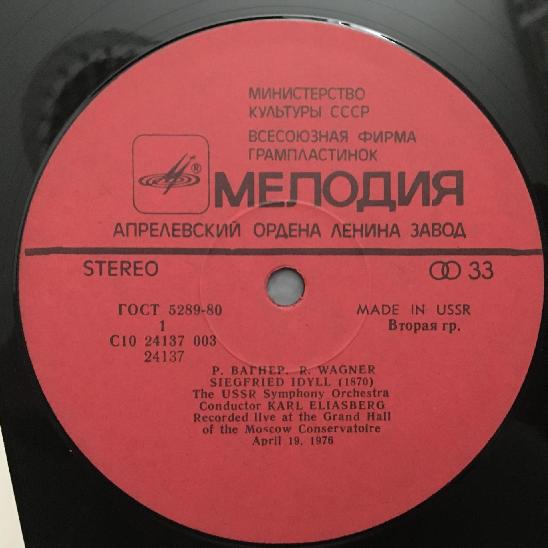 МИНИСТЕРСТВО
КУЛЬТУРЫ СССР
ВСЕСОЮЗНАЯ ФИРМА
ГРАМПЛАСТИНОК
®
МЕЛОДИЯ
АПРЕЛЕВСКИЙ ОРДЕНА ЛЕНИНА ЗАВОД
STEREO
33
ГОСТ 5289-80
1
С10 24137 003
24137
MADE IN USSR
Вторая гр.
Р. ВАГНЕР. R. WAGNER
SIEGFRIED IDYLL (1870)
The USSR Symphony Orchestra
Conductor KARL ELIASBERG
Recorded live at the Grand Hall
of the Moscow Conservatoire
April 19, 1976